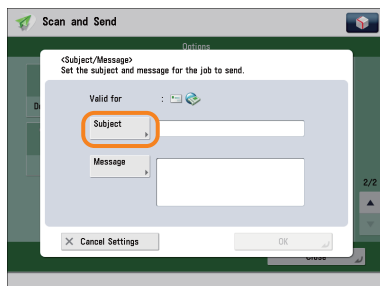 Scan and Send
Options
<Subject/Message>
Set the subject and message for the job to send.
Valid for :
Subject
Message
2/2
Cancel Settings
OK
Close